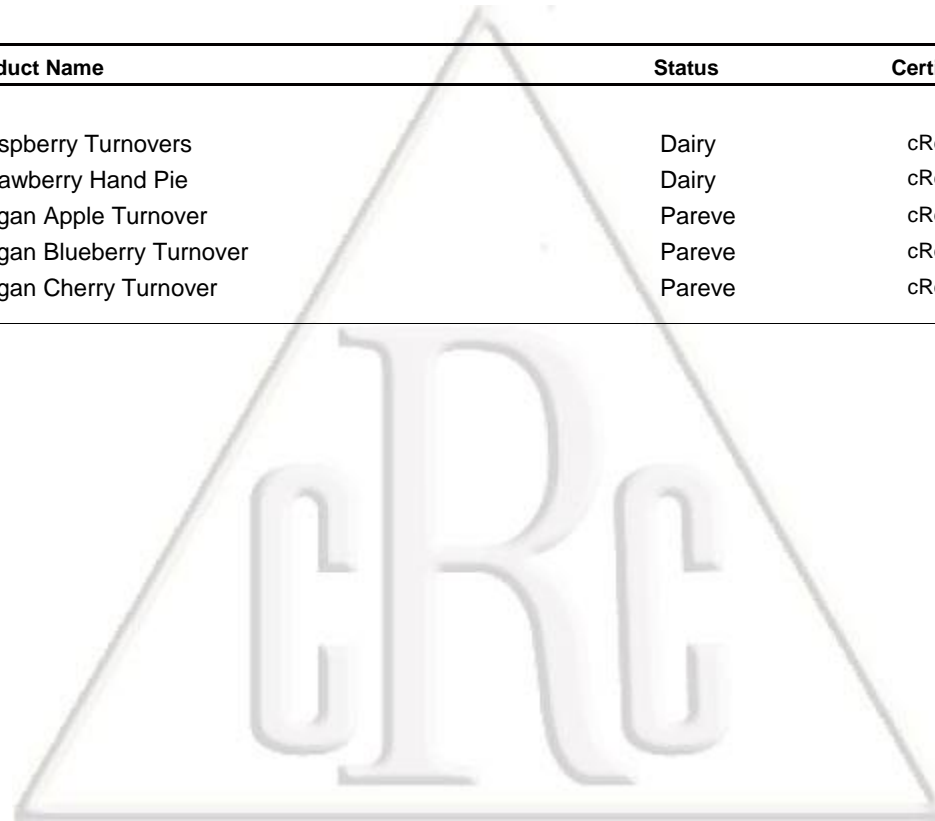 duct Name Status Cert
spberry Turnovers Dairy cR
awberry Hand Pie Dairy cR
gan Apple Turnover Pareve cR
gan Blueberry Turnover Pareve cR
gan Cherry Turnover Pareve cR
cRc